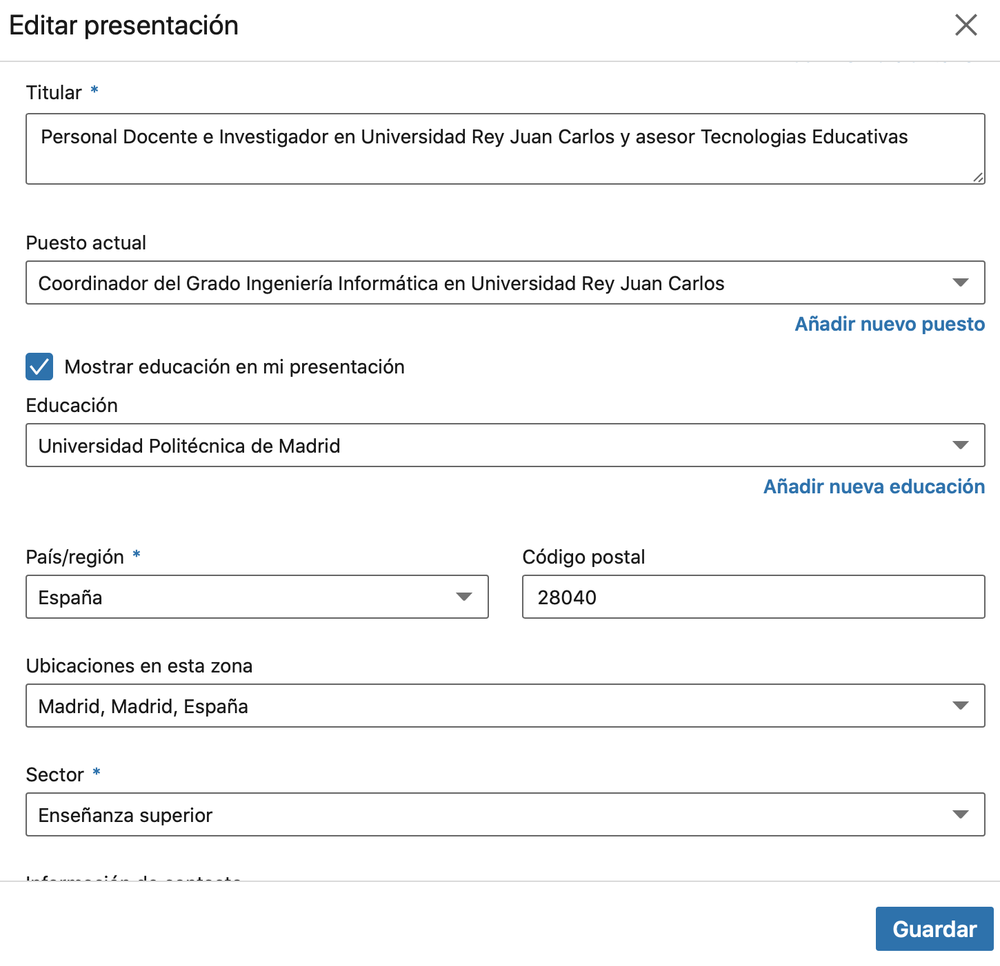 Editar presentación
Titular *
Personal Docente e Investigador en Universidad Rey Juan Carlos y asesor Tecnologias Educativas
Puesto actual
Coordinador del Grado Ingeniería Informática en Universidad Rey Juan Carlos
Añadir nuevo puesto
Mostrar educación en mi presentación
Educación
Universidad Politécnica de Madrid
Añadir nueva educación
País/región * Código postal
España 28040
Ubicaciones en esta zona
Madrid, Madrid, España
Sector *
Enseñanza superior
Información de contacto
Guardar